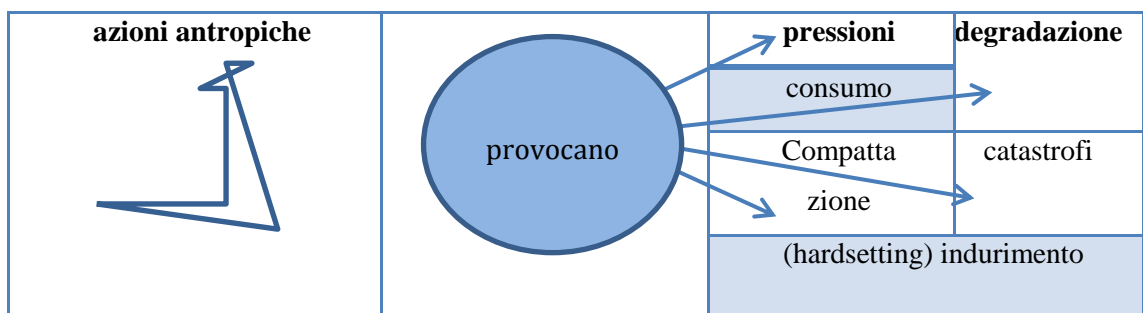 azioni antropiche
provocano
pressioni
degradazione
consumo
Compatta
zione
catastrofi
(hardsetting) indurimento